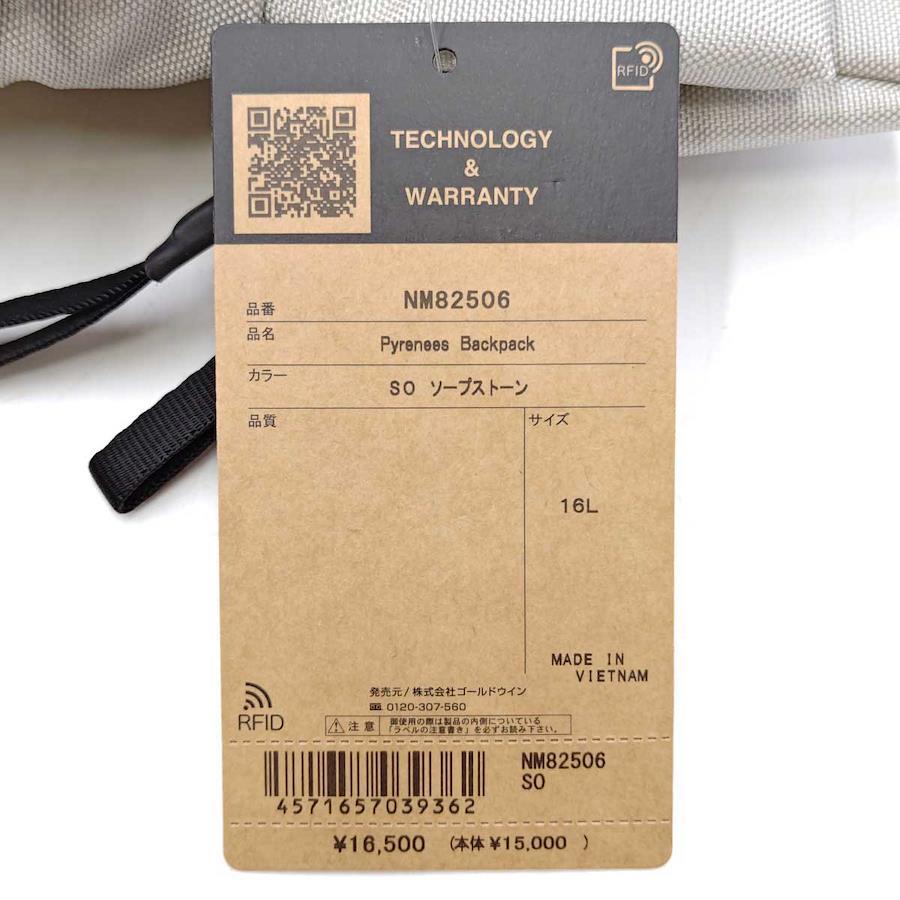 RFID
TECHNOLOGY
&
WARRANTY
品番 NM82506
品名 Pyrenees Backpack
カラー SO ソープストーン
品質 サイズ
16L
MADE IN
VIETNAM
発売元/株式会社ゴールドウイン
0120-307-560
RFID
注意 御使用の際は製品の内側についている
「ラベルの注意書き」を必ずお読み下さい。
NM82506
SO
4571657039362
¥16,500 (本体 ¥15,000 )